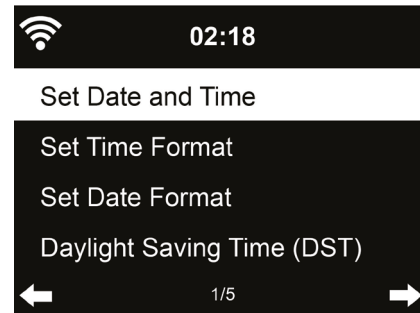 02:18
Set Date and Time
Set Time Format
Set Date Format
Daylight Saving Time (DST)
1/5